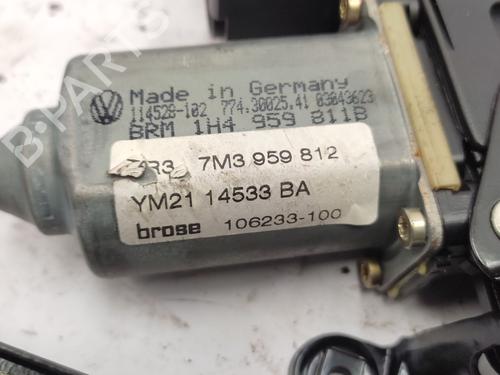 Made in Germany
114528-102 774.30025.41 03043623
BRM 1H4 959 811B
7M3 959 812
YM21 14533 BA
brose 106233-100